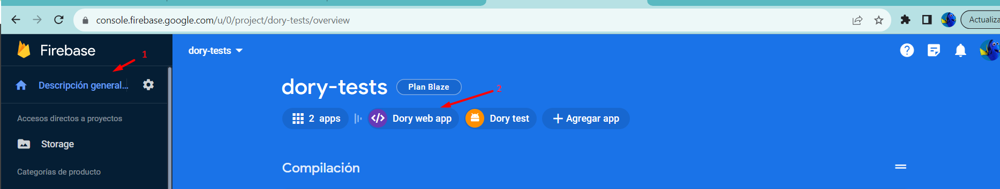 console.firebase.google.com/u/0/project/dory-tests/overview
Actualiza
Firebase
1
dory-tests
Descripción general...
dory-tests
Plan Blaze
2
2 apps
Dory web app
Dory test
+ Agregar app
Accesos directos a proyectos
Storage
Categorías de producto
Compilación